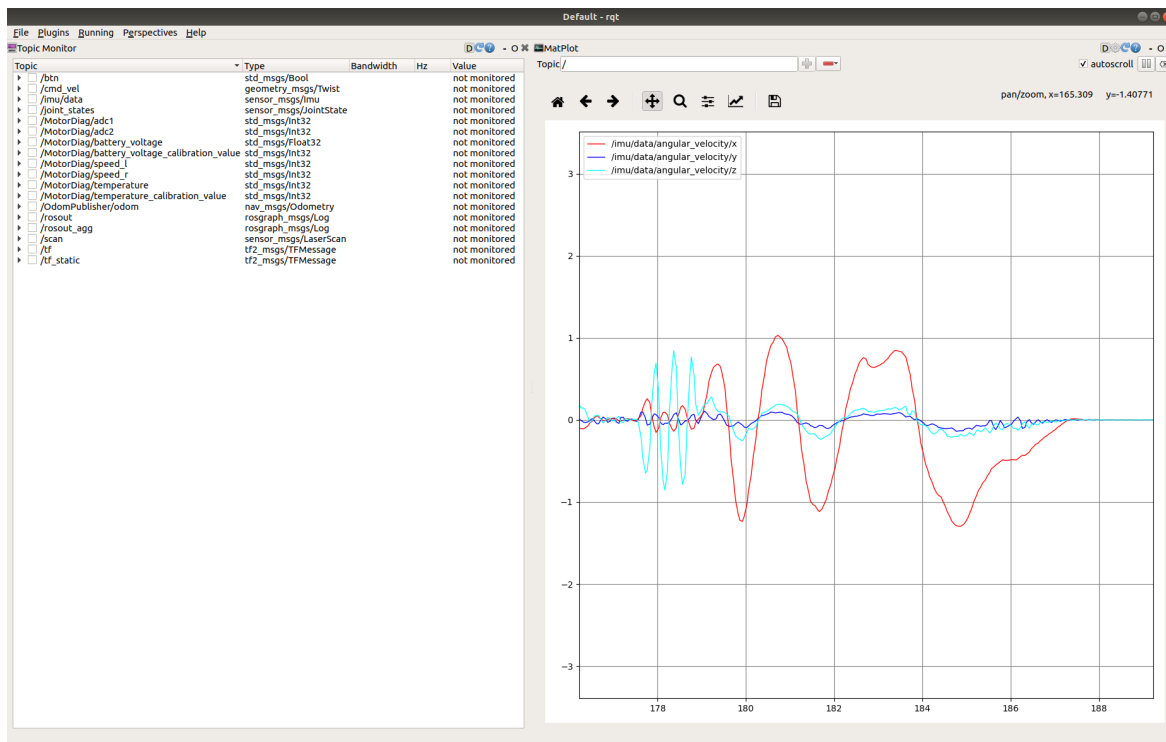 Default - rqt
File Plugins Running Perspectives Help
Topic Monitor
D
- O
Topic Type Bandwidth Hz Value
/btn std_msgs/Bool not monitored
/cmd_vel geometry_msgs/Twist not monitored
/imu/data sensor_msgs/Imu not monitored
/joint_states sensor_msgs/JointState not monitored
/MotorDiag/adc1 std_msgs/Int32 not monitored
/MotorDiag/adc2 std_msgs/Int32 not monitored
/MotorDiag/battery_voltage std_msgs/Float32 not monitored
/MotorDiag/battery_voltage_calibration_value std_msgs/Int32 not monitored
/MotorDiag/speed_l std_msgs/Int32 not monitored
/MotorDiag/speed_r std_msgs/Int32 not monitored
/MotorDiag/temperature std_msgs/Int32 not monitored
/MotorDiag/temperature_calibration_value std_msgs/Int32 not monitored
/OdomPublisher/odom nav_msgs/Odometry not monitored
/rosout rosgraph_msgs/Log not monitored
/rosout_agg rosgraph_msgs/Log not monitored
/scan sensor_msgs/LaserScan not monitored
/tf tf2_msgs/TFMessage not monitored
/tf_static tf2_msgs/TFMessage not monitored
MatPlot
D
- O
Topic /
autoscroll
pan/zoom, x=165.309 y=-1.40771
/imu/data/angular_velocity/x
/imu/data/angular_velocity/y
/imu/data/angular_velocity/z
3
2
1
0
−1
−2
−3
178 180 182 184 186 188